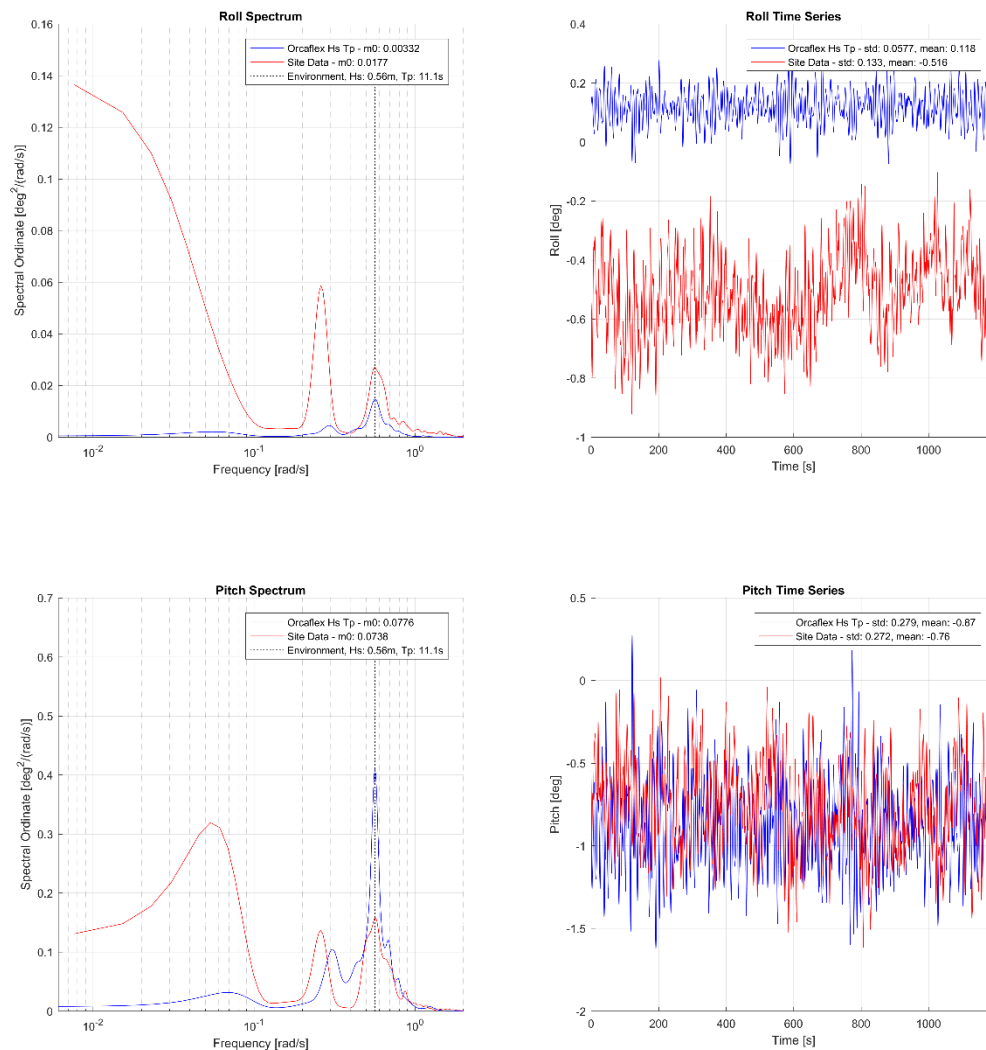 Roll Spectrum
0.16
0.14
0.12
0.1
0.08
0.06
0.04
0.02
0
Spectral Ordinate [deg^2/(rad/s)]
Orcaflex Hs Tp - m0: 0.00332
Site Data - m0: 0.0177
Environment, Hs: 0.56m, Tp: 11.1s
10^-2
10^-1
10^0
Frequency [rad/s]
Roll Time Series
0.4
0.2
0
-0.2
-0.4
-0.6
-0.8
-1
Roll [deg]
Orcaflex Hs Tp - std: 0.0577, mean: 0.118
Site Data - std: 0.133, mean: -0.516
0
200
400
600
800
1000
Time [s]
Pitch Spectrum
0.7
0.6
0.5
0.4
0.3
0.2
0.1
0
Spectral Ordinate [deg^2/(rad/s)]
Orcaflex Hs Tp - m0: 0.0776
Site Data - m0: 0.0738
Environment, Hs: 0.56m, Tp: 11.1s
10^-2
10^-1
10^0
Frequency [rad/s]
Pitch Time Series
0.5
0
-0.5
-1
-1.5
-2
Pitch [deg]
Orcaflex Hs Tp - std: 0.279, mean: -0.87
Site Data - std: 0.272, mean: -0.76
0
200
400
600
800
1000
Time [s]